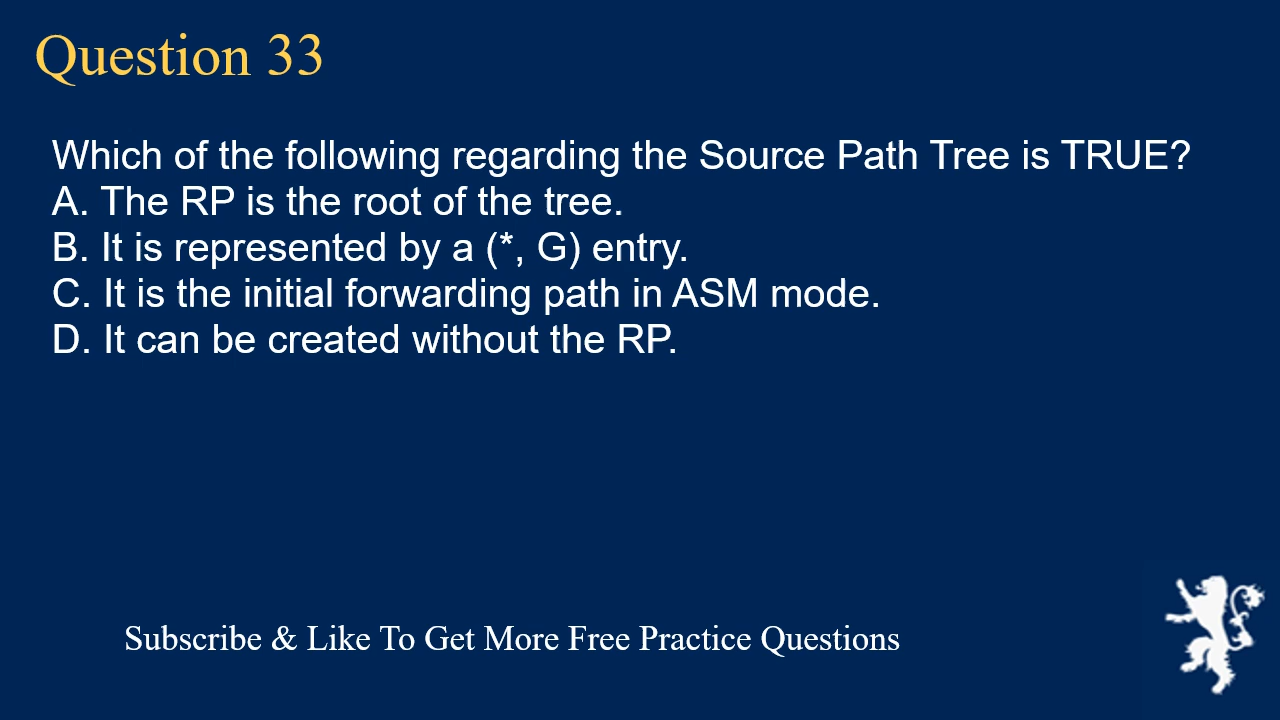 Question 33
Which of the following regarding the Source Path Tree is TRUE?
A. The RP is the root of the tree.
B. It is represented by a (*, G) entry.
C. It is the initial forwarding path in ASM mode.
D. It can be created without the RP.
Subscribe & Like To Get More Free Practice Questions